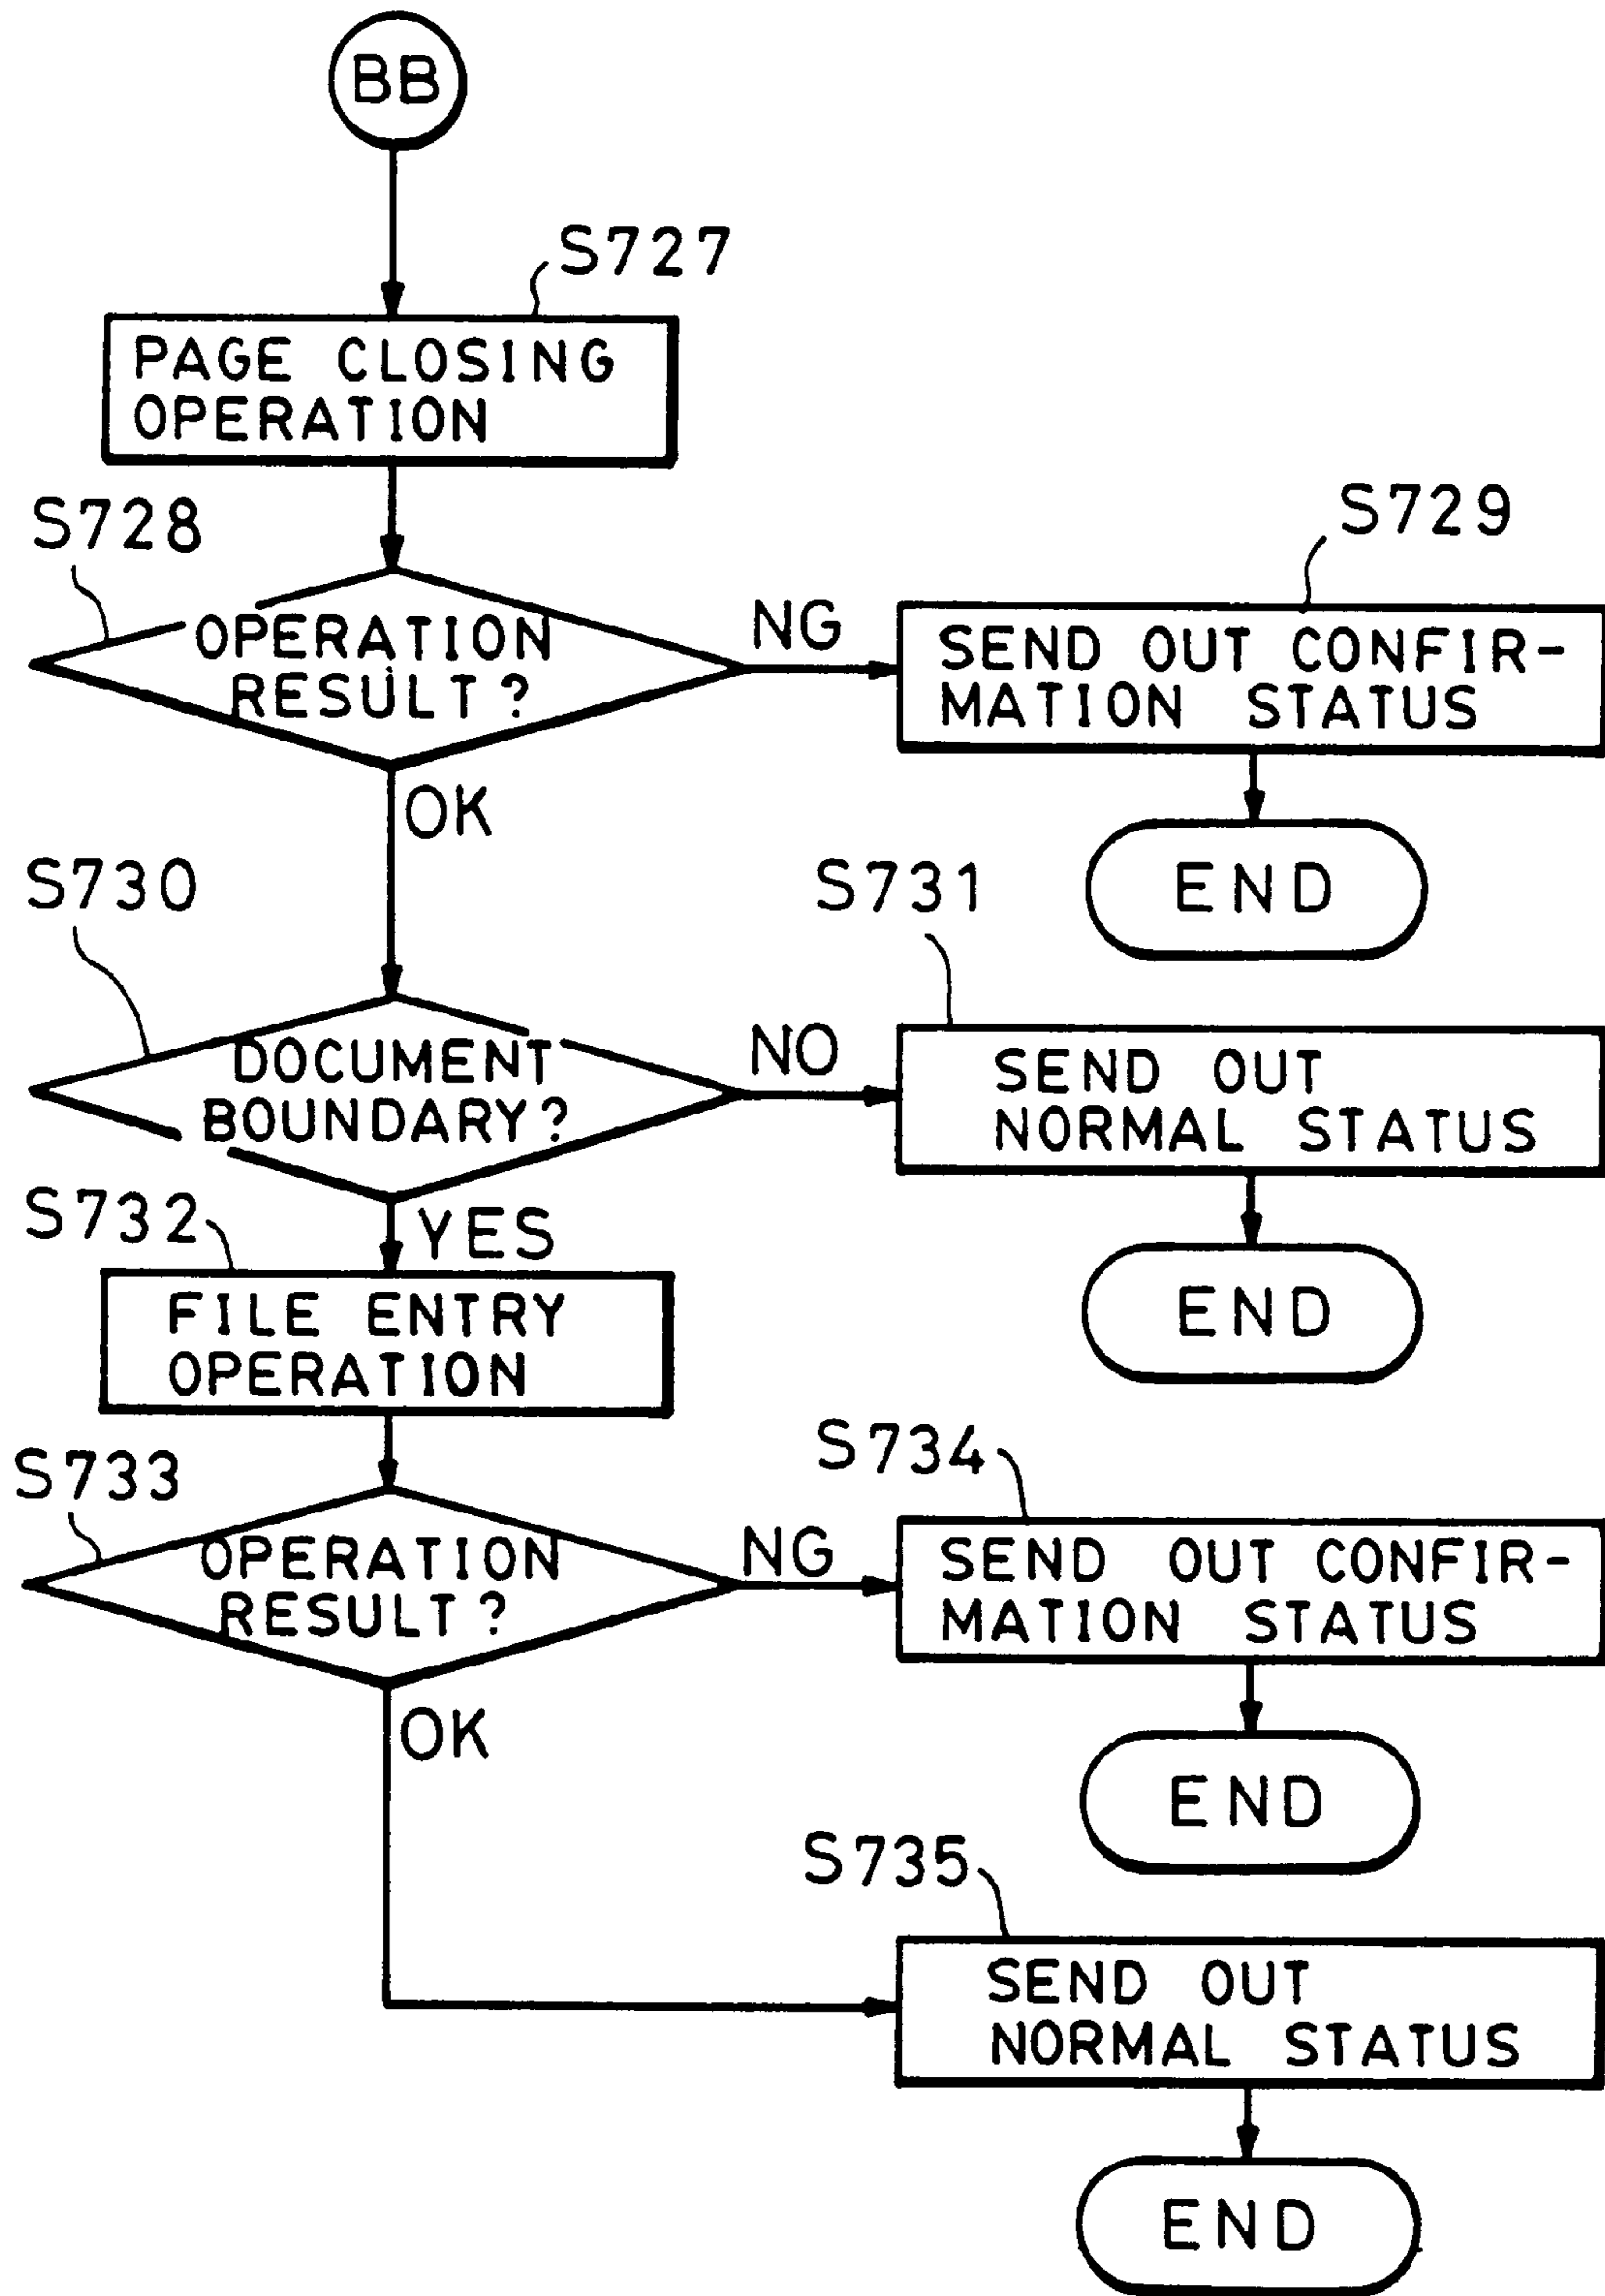 BB
S727
PAGE CLOSING
OPERATION
S728
OPERATION
RESULT?
NG
S729
SEND OUT CONFIR-
MATION STATUS
END
OK
S730
DOCUMENT
BOUNDARY?
NO
S731
SEND OUT
NORMAL STATUS
END
YES
S732
FILE ENTRY
OPERATION
S733
OPERATION
RESULT?
NG
S734
SEND OUT CONFIR-
MATION STATUS
END
OK
S735
SEND OUT
NORMAL STATUS
END